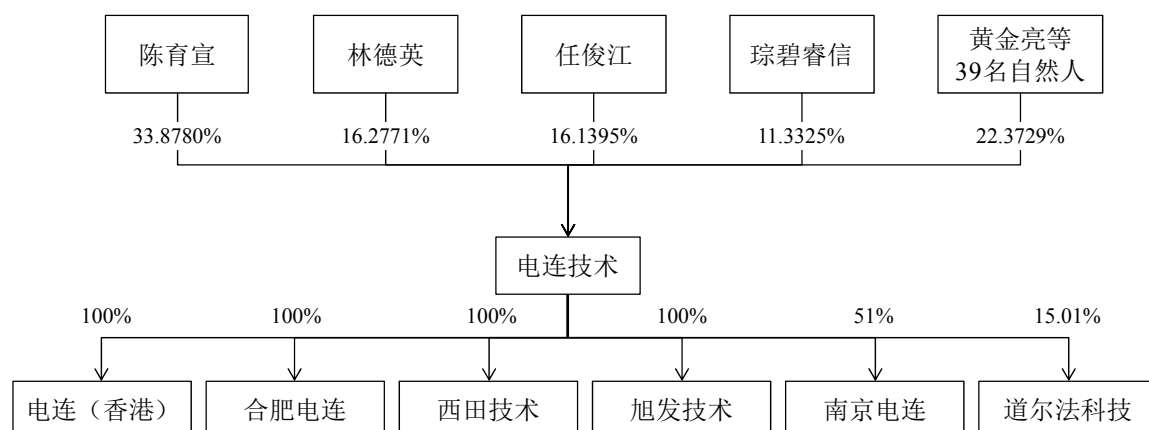 陈育宣
林德英
任俊江
琮碧睿信
黄金亮等
39名自然人
33.8780%
16.2771%
16.1395%
11.3325%
22.3729%
电连技术
100%
100%
100%
100%
51%
15.01%
电连（香港）
合肥电连
西田技术
旭发技术
南京电连
道尔法科技